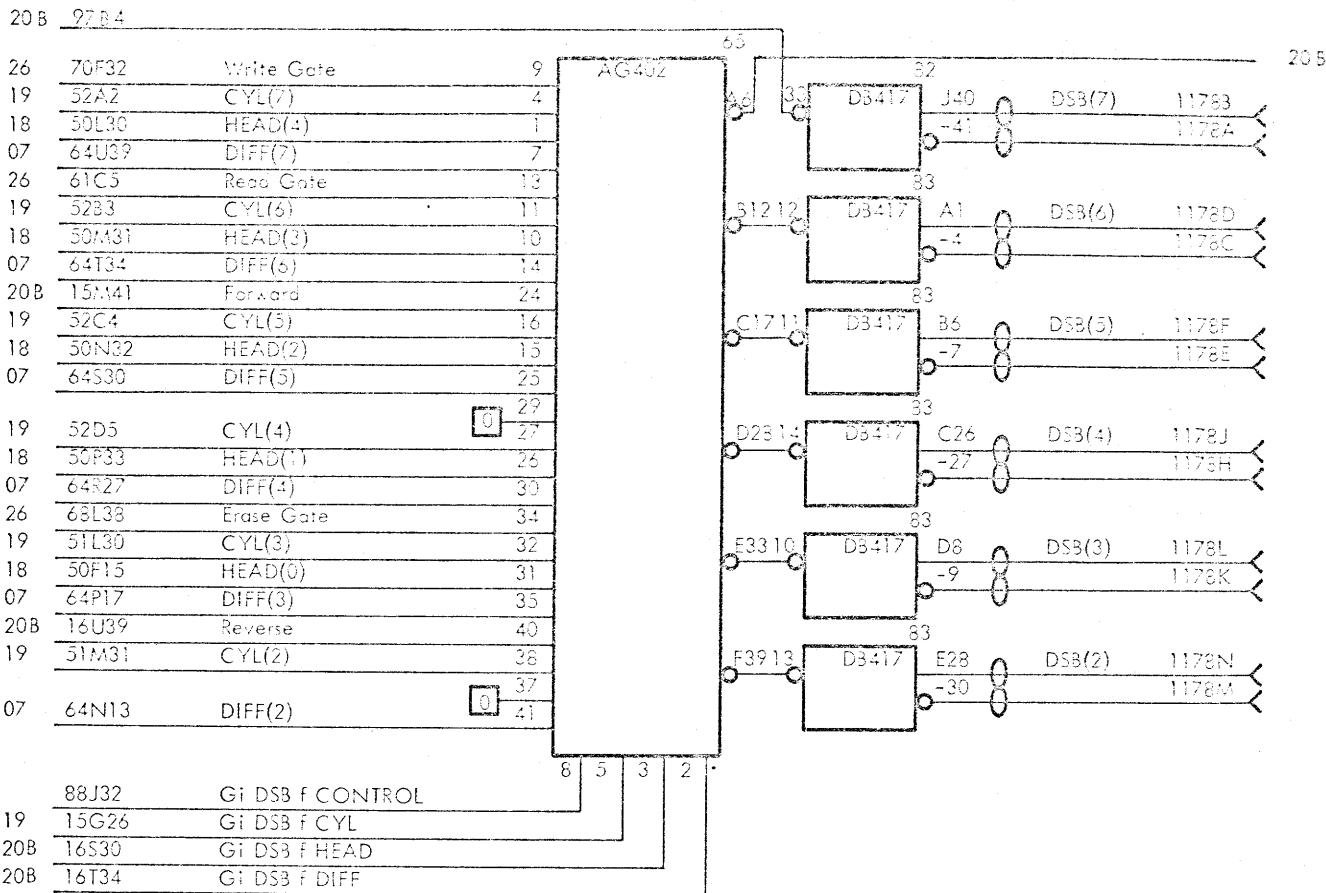 20B 97B4
65
20B
26 70F32 Write Gate 9 AG402 A6 33 DB417 J40 DSB(7) 1178B
82
19 52A2 CYL(7) 4 -41 1178A
18 50L30 HEAD(4) 1
07 64U39 DIFF(7) 7
26 61C5 Read Gate 13
83
19 52B3 CYL(6) 11 B12 12 DB417 A1 DSB(6) 1178D
18 50M31 HEAD(3) 10 -4 1178C
07 64T34 DIFF(6) 14
20B 15M41 Forward 24
83
19 52C4 CYL(5) 16 C17 11 DB417 B6 DSB(5) 1178F
18 50N32 HEAD(2) 15 -7 1178E
07 64S30 DIFF(5) 25
0 29
83
19 52D5 CYL(4) 27 D28 14 DB417 C26 DSB(4) 1178J
18 50P33 HEAD(1) 26 -27 1178H
07 64R27 DIFF(4) 30
26 68L38 Erase Gate 34
83
19 51L30 CYL(3) 32 E33 10 DB417 D8 DSB(3) 1178L
18 50F15 HEAD(0) 31 -9 1178K
07 64P17 DIFF(3) 35
20B 16U39 Reverse 40
83
19 51M31 CYL(2) 38 F39 13 DB417 E28 DSB(2) 1178N
0 37 -30 1178M
07 64N13 DIFF(2) 41
8 5 3 2
88J32 Gi DSB f CONTROL
19 15G26 Gi DSB f CYL
20B 16S30 Gi DSB f HEAD
20B 16T34 Gi DSB f DIFF